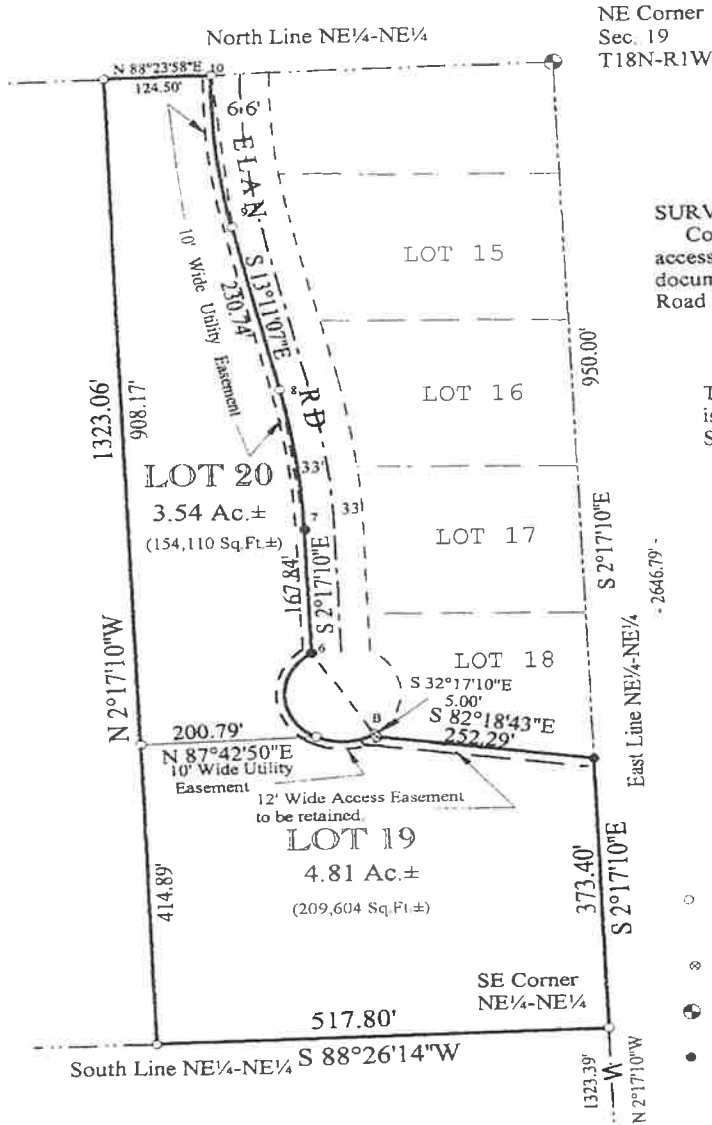 NE Corner
Sec. 19
T18N-R1W
North Line NE¼-NE¼
N 88°23'58"E 10
124.50'
66'
ELAN RD
9
S 13°11'07"E
230.74'
10' Wide Utility Easement
8
LOT 15
LOT 16
LOT 17
LOT 18
950.00'
S 2°17'10"E
- 2646.79' -
East Line NE¼-NE¼
SURV
Co
access
docum
Road
T
is
S
1323.06'
908.17'
N 2°17'10"W
LOT 20
3.54 Ac.±
(154,110 Sq.Ft.±)
33'
33'
7
167.84'
S 2°17'10"E
6
S 32°17'10"E
5.00'
B
S 82°18'43"E
252.29'
200.79'
N 87°42'50"E
10' Wide Utility
Easement
12' Wide Access Easement
to be retained.
LOT 19
4.81 Ac.±
(209,604 Sq.Ft.±)
414.89'
373.40'
S 2°17'10"E
SE Corner
NE¼-NE¼
517.80'
S 88°26'14"W
South Line NE¼-NE¼
1323.39'
N 2°17'10"W